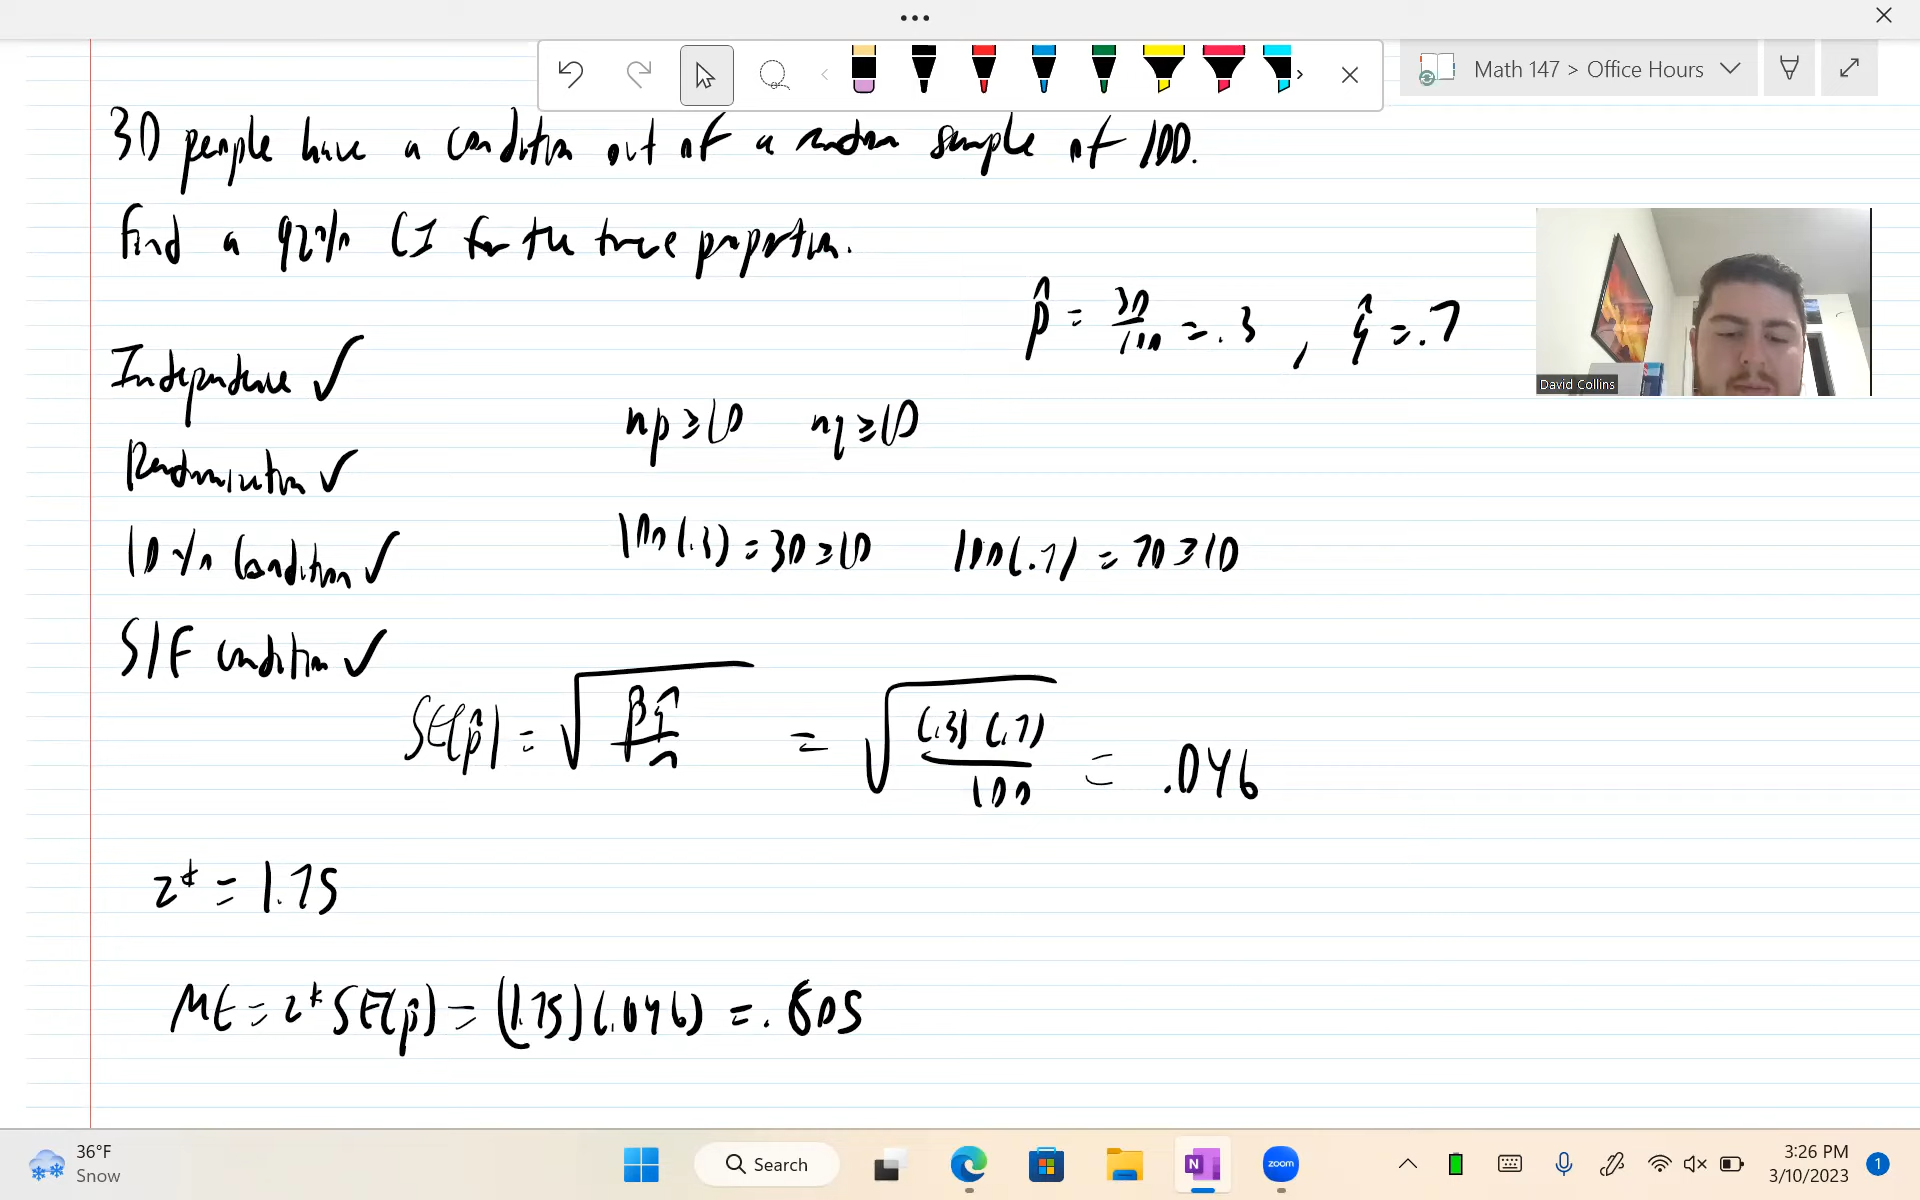 Math 147 > Office Hours
30 people have a condition out of a random sample of 100.
Find a 92% CI for the true proportion.
p̂ = 30/100 = .3 , q̂ = .7
David Collins
Independence ✓
np ≥ 10 nq ≥ 10
Randomization ✓
10% Condition ✓
100(.3) = 30 ≥ 10 100(.7) = 70 ≥ 10
S/F condition ✓
SE(p̂) = √(p̂q̂/n) = √((.3)(.7)/100) = .046
z* = 1.75
ME = z* SE(p̂) = (1.75)(.046) = .805
36°F
Snow
Search
N
zoom
3:26 PM
3/10/2023
1